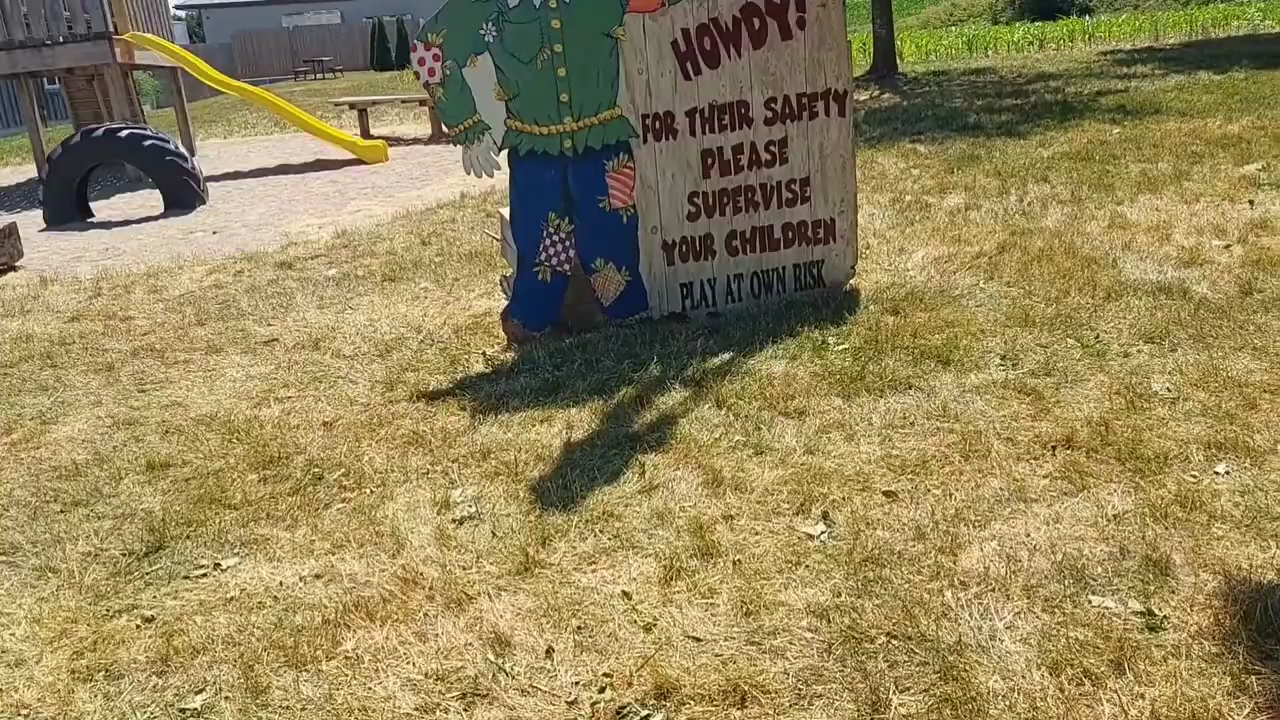 HOWDY!
FOR THEIR SAFETY
PLEASE
SUPERVISE
YOUR CHILDREN
PLAY AT OWN RISK